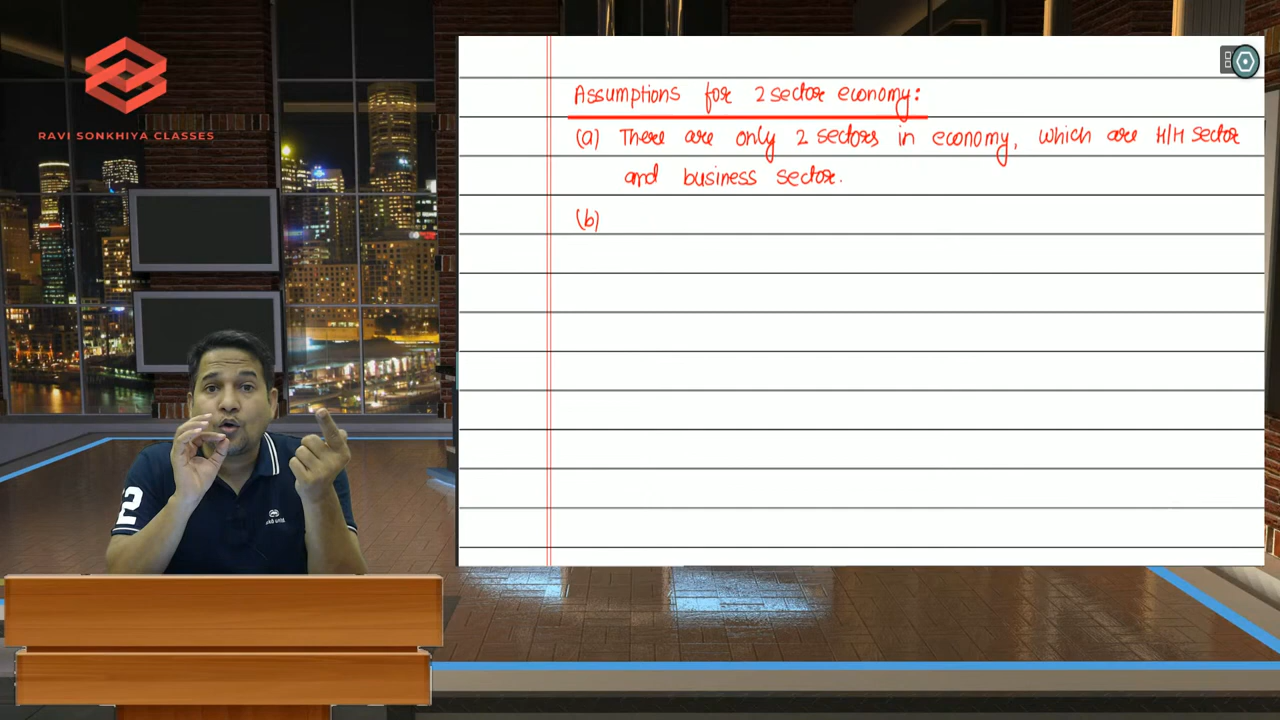 RAVI SONKHIYA CLASSES
Assumptions for 2 sector economy:
(a) There are only 2 sectors in economy, which are H/H sector
and business sector.
(b)
2